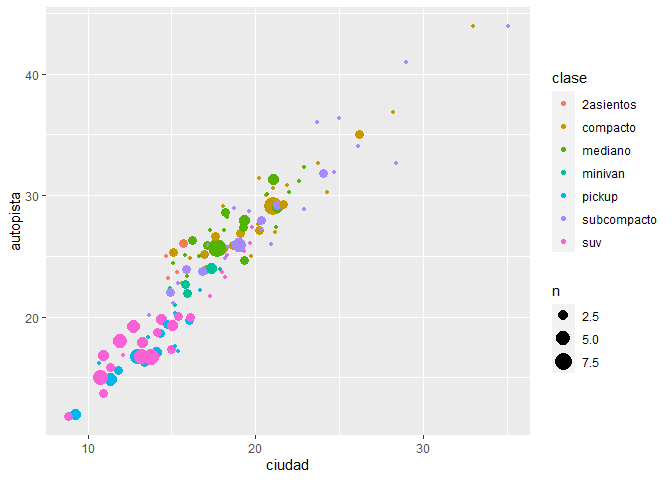 autopista
40
30
20
10
20
30
ciudad
clase
2asientos
compacto
mediano
minivan
pickup
subcompacto
suv
n
2.5
5.0
7.5